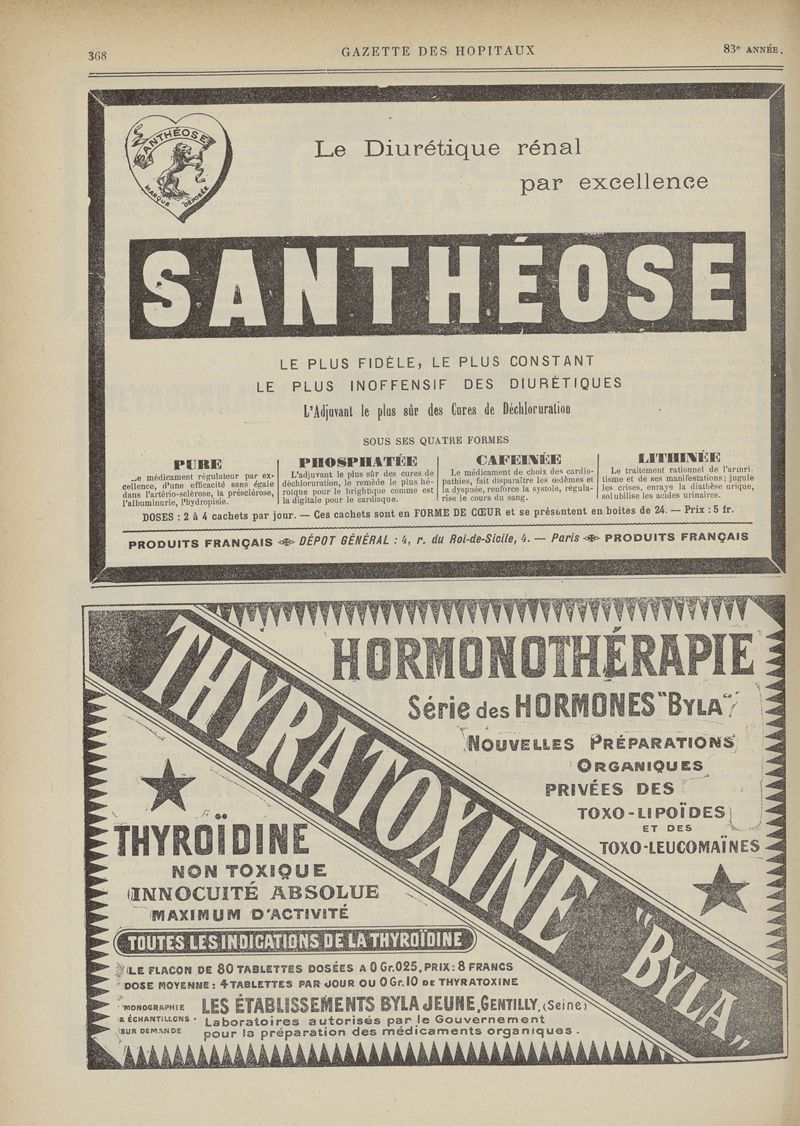 368
GAZETTE DES HOPITAUX
83e ANNÉE.
SANTHÉOSE
MARQUE DÉPOSÉE
Le Diurétique rénal
par excellence
SANTHÉOSE
LE PLUS FIDÈLE, LE PLUS CONSTANT
LE PLUS INOFFENSIF DES DIURÉTIQUES
L'Adjuvant le plus sûr des Cures de Déchloruration
SOUS SES QUATRE FORMES
PURE
Le médicament régulateur par ex-
cellence, d'une efficacité sans égale
dans l'artério-sclérose, la présclérose,
l'albuminurie, l'hydropisie.
PHOSPHATÉE
L'adjuvant le plus sûr des cures de
déchloruration, le remède le plus hé-
roïque pour le brightique comme est
la digitale pour le cardiaque.
CAFÉINÉE
Le médicament de choix des cardio-
pathies, fait disparaître les œdèmes et
la dyspnée, renforce la systole, régula-
rise le cours du sang.
LITHINÉE
Le traitement rationnel de l'arthri-
tisme et de ses manifestations; jugule
les crises, enraye la diathèse urique,
solubilise les acides urinaires.
DOSES : 2 à 4 cachets par jour. — Ces cachets sont en FORME DE CŒUR et se présentent en boites de 24. — Prix : 5 fr.
PRODUITS FRANÇAIS DÉPOT GÉNÉRAL : 4, r. du Roi-de-Sicile, 4. — Paris PRODUITS FRANÇAIS
HORMONOTHÉRAPIE
Série des HORMONES "BYLA"
NOUVELLES PRÉPARATIONS
ORGANIQUES
PRIVÉES DES
TOXO-LIPOÏDES
ET DES
TOXO-LEUCOMAÏNES
THYRATOXINE "BYLA"
THYROÏDINE
NON TOXIQUE
INNOCUITÉ ABSOLUE
MAXIMUM D'ACTIVITÉ
TOUTES LES INDICATIONS DE LA THYROÏDINE
LE FLACON DE 80 TABLETTES DOSÉES A 0 Gr.025, PRIX: 8 FRANCS
DOSE MOYENNE: 4 TABLETTES PAR JOUR OU 0 Gr.10 DE THYRATOXINE
MONOGRAPHIE
& ÉCHANTILLONS
SUR DEMANDE
LES ÉTABLISSEMENTS BYLA JEUNE, GENTILLY, (Seine)
Laboratoires autorisés par le Gouvernement
pour la préparation des médicaments organiques.